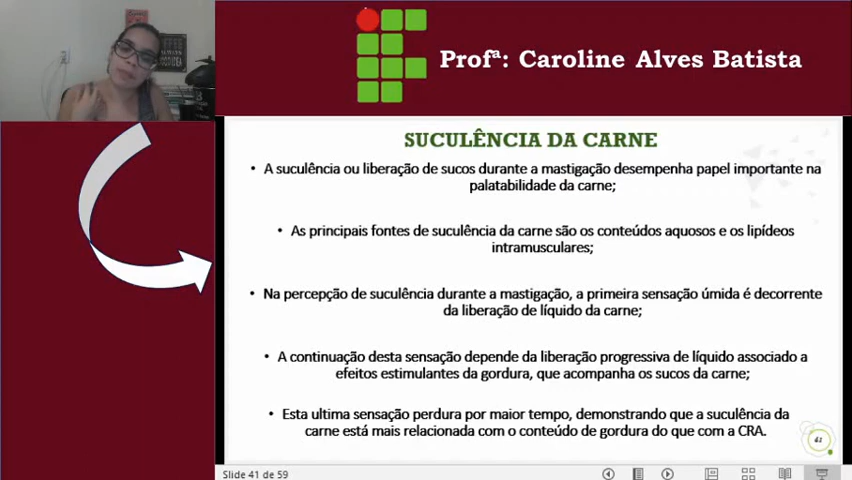 Profª: Caroline Alves Batista
SUCULÊNCIA DA CARNE
• A suculência ou liberação de sucos durante a mastigação desempenha papel importante na
palatabilidade da carne;
• As principais fontes de suculência da carne são os conteúdos aquosos e os lipídeos
intramusculares;
• Na percepção de suculência durante a mastigação, a primeira sensação úmida é decorrente
da liberação de líquido da carne;
• A continuação desta sensação depende da liberação progressiva de líquido associado a
efeitos estimulantes da gordura, que acompanha os sucos da carne;
• Esta ultima sensação perdura por maior tempo, demonstrando que a suculência da
carne está mais relacionada com o conteúdo de gordura do que com a CRA.
Slide 41 de 59